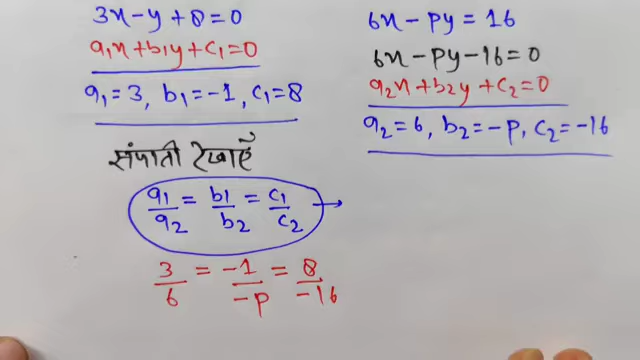 3x-y+8=0
a₁x+b₁y+c₁=0
a₁=3, b₁=-1, c₁=8
6x-py=16
6x-py-16=0
a₂x+b₂y+c₂=0
a₂=6, b₂=-p, c₂=-16
संपाती रेखाएँ
a₁/a₂ = b₁/b₂ = c₁/c₂ →
3/6 = -1/-p = 8/-16